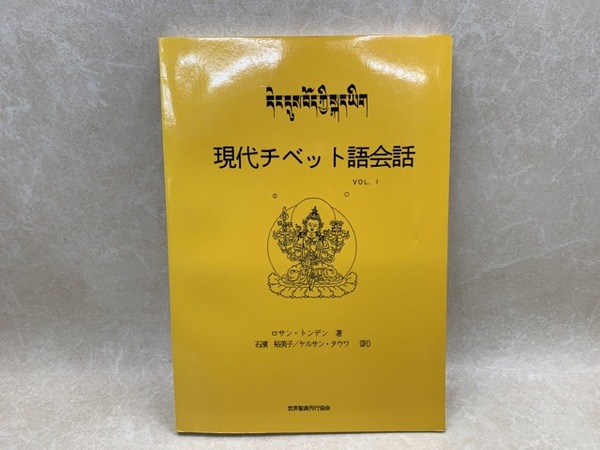 དེང་དུས་བོད་ཀྱི་སྐད་ཡིག
現代チベット語会話
VOL. I
ロサン・トンデン 著
石濱 裕美子/ケルサン・タウワ 訳
世界聖典刊行協会